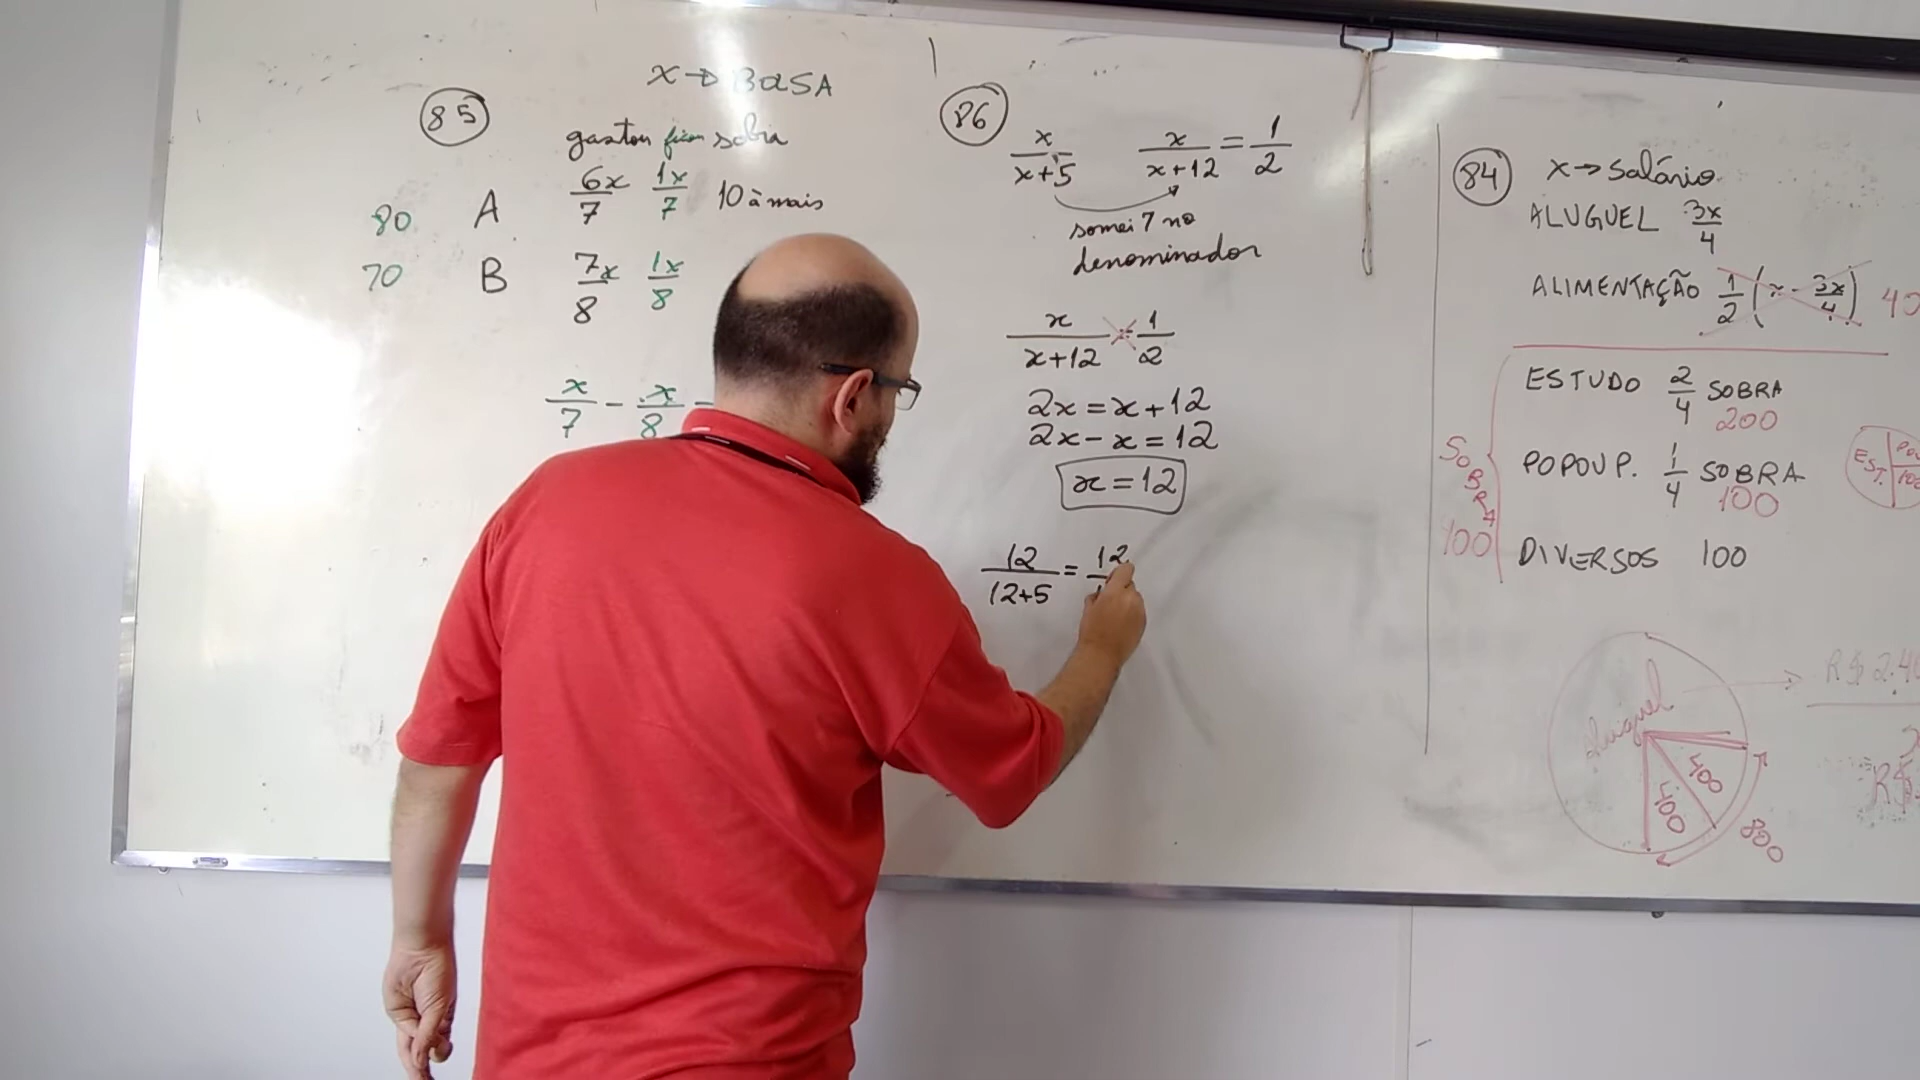 85
x → BOLSA
gastou ficou sobra
80 A 6x/7 1x/7 10 à mais
70 B 7x/8 1x/8
x/7 - x/8 -
86
x/x+5 x/x+12 = 1/2
somei 7 no
denominador
x/x+12 = 1/2
2x = x + 12
2x - x = 12
x = 12
12/12+5 = 12
84 x → salário
ALUGUEL 3x/4
ALIMENTAÇÃO 1/2 (x - 3x/4)
ESTUDO 2/4 SOBRA
200
POPOUP. 1/4 SOBRA
100
DIVERSOS 100
SOBRA
400
EST.
aluguel
400
400
800